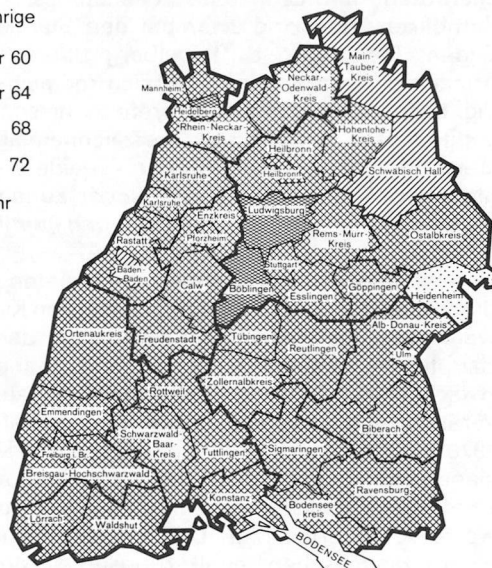 hrige
r 60
r 64
68
72
hr
Main-
Tauber-
Kreis
Neckar-
Odenwald-
Kreis
Mannheim
Heidelberg
Rhein-Neckar-
Kreis
Hohenlohe-
Kreis
Heilbronn
Heilbronn
Schwäbisch Hall
Karlsruhe
Karlsruhe
Enzkreis
Ludwigsburg
Pforzheim
Rems-Murr-
Kreis
Ostalbkreis
Rastatt
Baden-
Baden
Stuttgart
Calw
Böblingen
Esslingen
Göppingen
Heidenheim
Ortenaukreis
Freudenstadt
Tübingen
Reutlingen
Alb-Donau-Kreis
Ulm
Rottweil
Zollernalbkreis
Emmendingen
Schwarzwald-
Baar-
Kreis
Biberach
Freiburg i. Br.
Tuttlingen
Sigmaringen
Breisgau-Hochschwarzwald
Konstanz
Ravensburg
Bodensee
kreis
Lörrach
Waldshut
BODENSEE